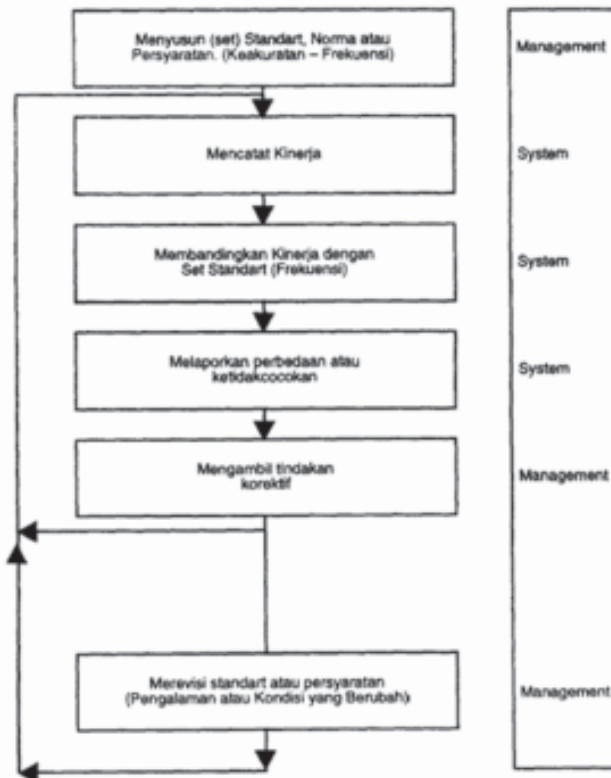 Menyusun (set) Standart, Norma atau
Persyaratan. (Keakuratan – Frekuensi)
Management
Mencatat Kinerja
System
Membandingkan Kinerja dengan
Set Standart (Frekuensi)
System
Melaporkan perbedaan atau
ketidakcocokan
System
Mengambil tindakan
korektif
Management
Merevisi standart atau persyaratan
(Pengalaman atau Kondisi yang Berubah)
Management